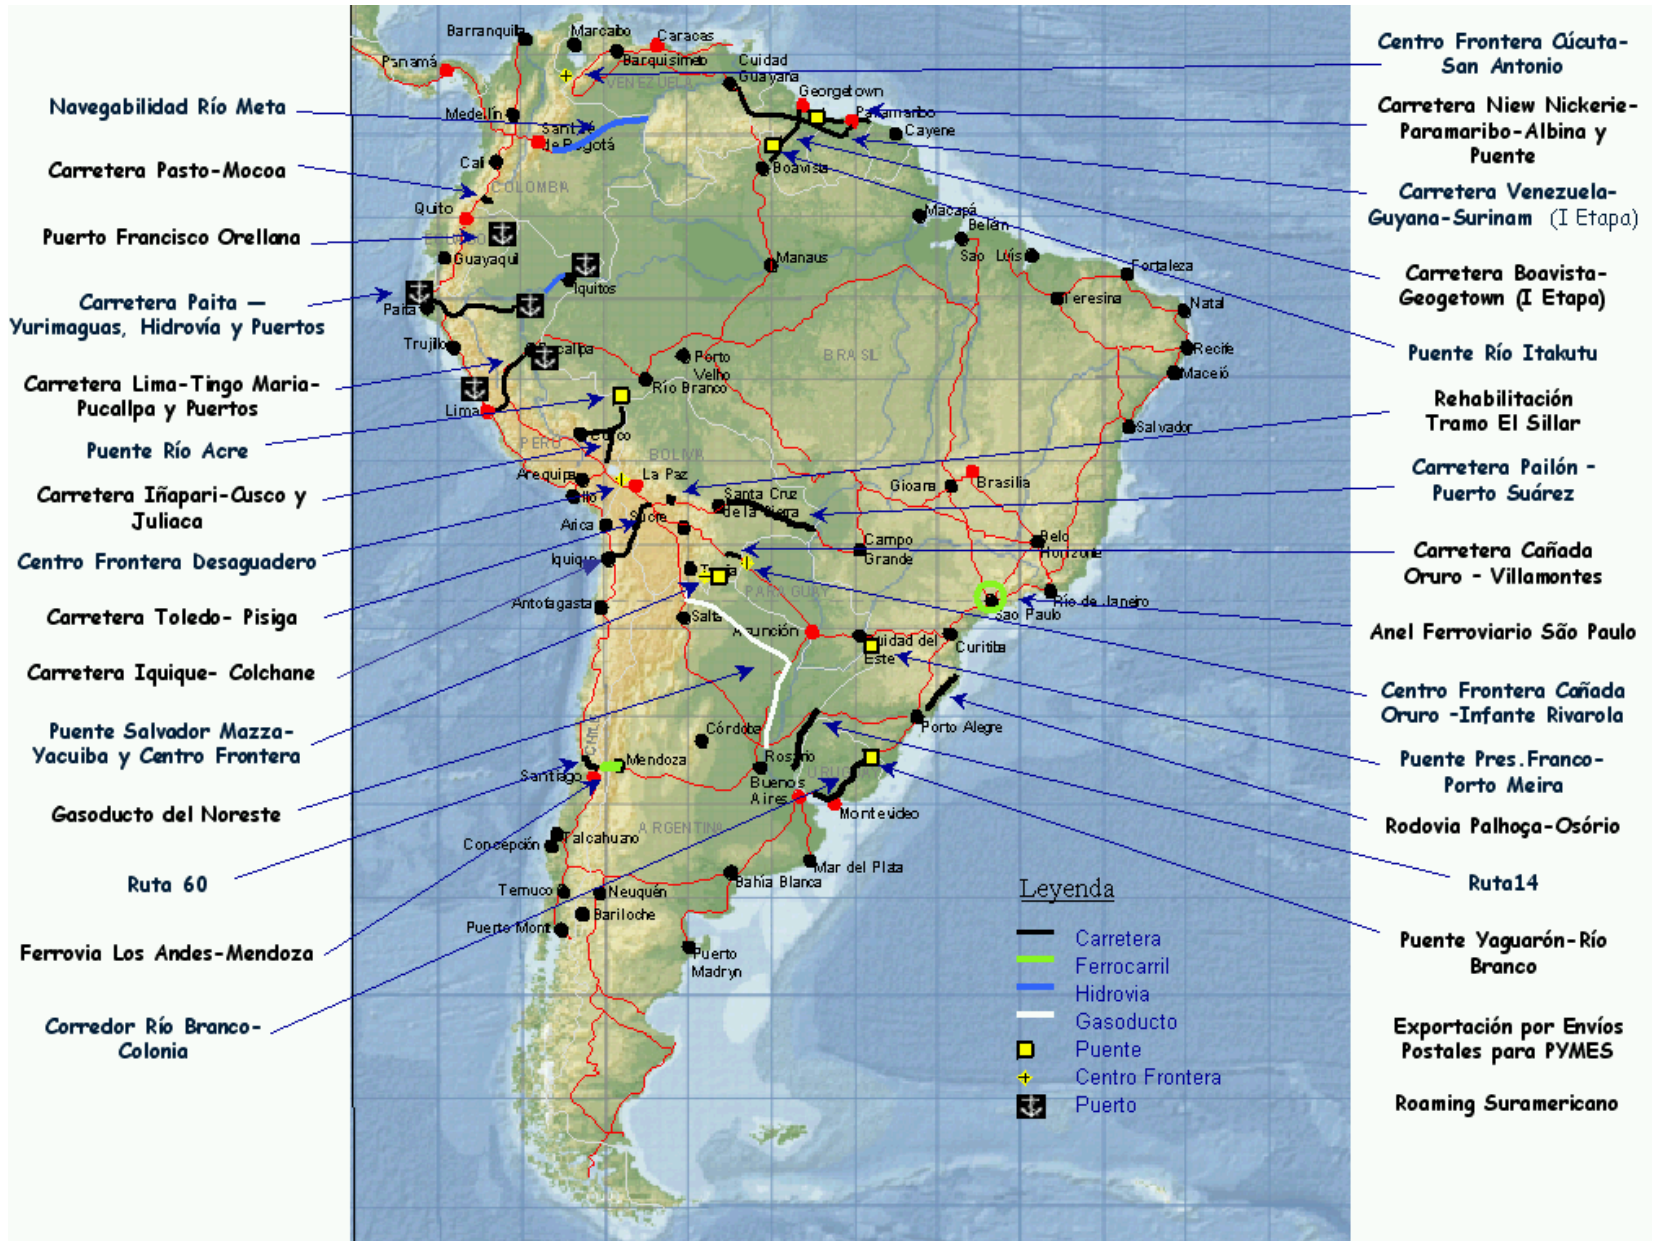 Navegabilidad Río Meta
Carretera Pasto-Mocoa
Puerto Francisco Orellana
Carretera Paita –
Yurimaguas, Hidrovía y Puertos
Carretera Lima-Tingo Maria-
Pucallpa y Puertos
Puente Río Acre
Carretera Iñapari-Cusco y
Juliaca
Centro Frontera Desaguadero
Carretera Toledo- Pisiga
Carretera Iquique- Colchane
Puente Salvador Mazza-
Yacuiba y Centro Frontera
Gasoducto del Noreste
Ruta 60
Ferrovia Los Andes-Mendoza
Corredor Río Branco-
Colonia
Barranquilla
Marcaibo
Caracas
Panamá
Barquisimeto
Cuidad
Guayana
VENEZUELA
Georgetown
Paramaribo
Cayene
Medellín
de Bogotá
Cali
Boavista
COLOMBA
Quito
Macapá
Belém
Guayaquil
Manaus
Sao Luís
Fortaleza
Iquitos
Paita
Teresina
Natal
Trujillo
Pucallpa
Porto
Velho
BRASIL
Recife
Río Branco
Maceió
Lima
Cusco
PERU
Salvador
BOLIVA
Arequipa
La Paz
Gioana
Brasilia
Ilo
Santa Cruz
de la Sierra
Arica
Sucre
Campo
Grande
Belo
Horizonte
Iquique
Tarija
PARAGUAY
Antofagasta
Río de Janeiro
Sao Paulo
Salta
Asunción
Cuidad del
Este
Curitiba
Córdoba
Porto Alegre
CHILE
Mendoza
Rosario
Santiago
Buenos
Aires
URUGUAY
Montevideo
ARGENTINA
Talcahuano
Concepción
Mar del Plata
Bahía Blanca
Temuco
Neuquén
Bariloche
Puerto Mont
Puerto
Madryn
Leyenda
Carretera
Ferrocarril
Hidrovia
Gasoducto
Puente
Centro Frontera
Puerto
Centro Frontera Cúcuta-
San Antonio
Carretera Niew Nickerie-
Paramaribo-Albina y
Puente
Carretera Venezuela-
Guyana-Surinam (I Etapa)
Carretera Boavista-
Geogetown (I Etapa)
Puente Río Itakutu
Rehabilitación
Tramo El Sillar
Carretera Pailón -
Puerto Suárez
Carretera Cañada
Oruro - Villamontes
Anel Ferroviario São Paulo
Centro Frontera Cañada
Oruro -Infante Rivarola
Puente Pres.Franco-
Porto Meira
Rodovia Palhoça-Osório
Ruta14
Puente Yaguarón-Río
Branco
Exportación por Envíos
Postales para PYMES
Roaming Suramericano